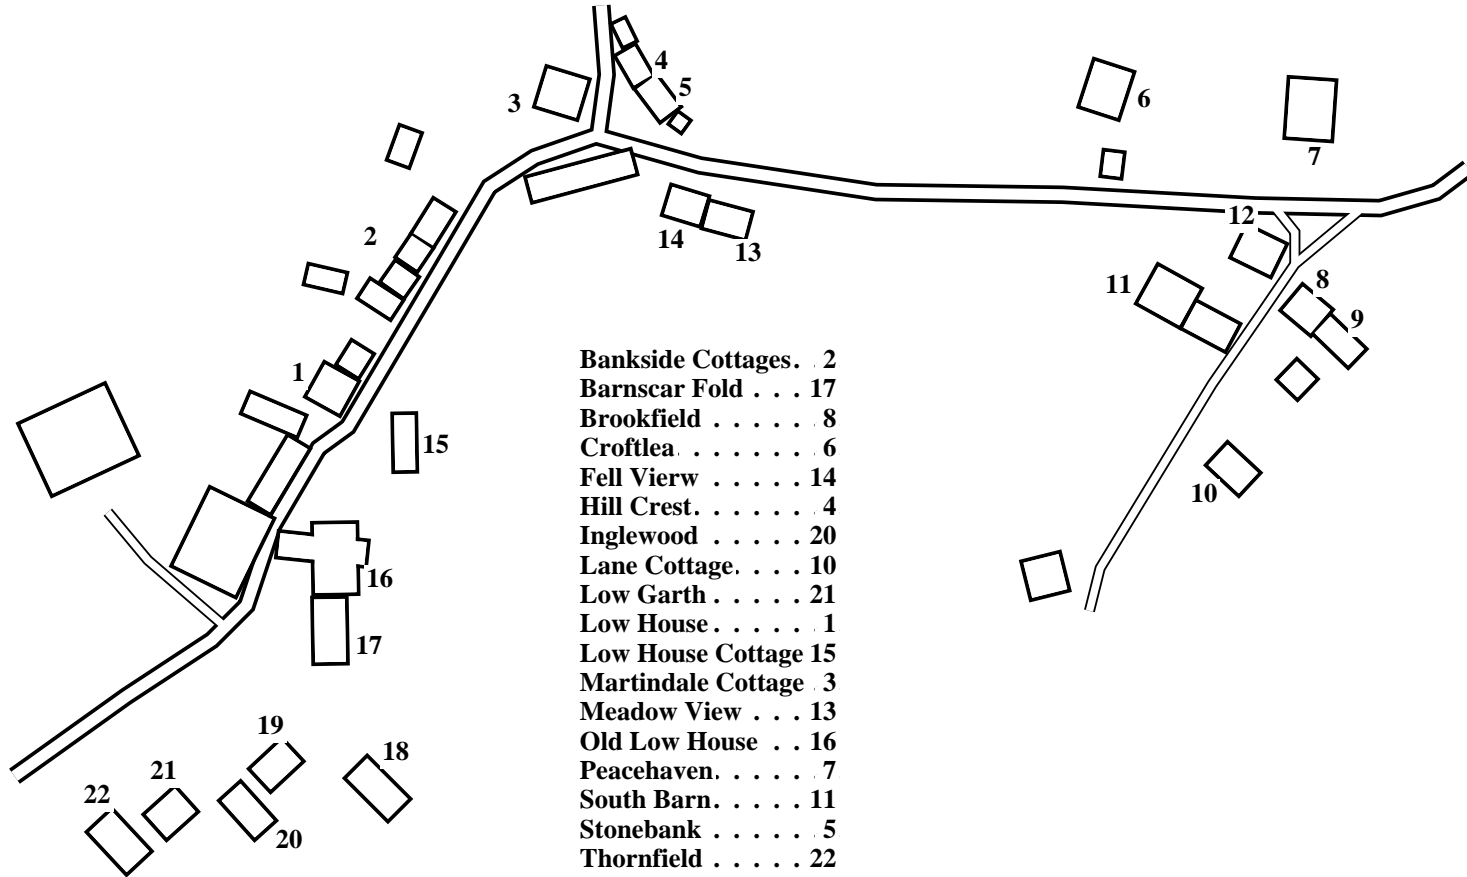 4
5
3
6
7
2
12
14
13
11
8
9
1
15
10
16
17
19
18
21
22
20
Bankside Cottages. . 2
Barnscar Fold . . . 17
Brookfield . . . . . . 8
Croftlea. . . . . . . . 6
Fell Vierw . . . . . 14
Hill Crest. . . . . . . 4
Inglewood . . . . . 20
Lane Cottage. . . . 10
Low Garth . . . . . 21
Low House . . . . . . 1
Low House Cottage 15
Martindale Cottage . 3
Meadow View . . . 13
Old Low House . . 16
Peacehaven. . . . . . 7
South Barn. . . . . 11
Stonebank . . . . . . 5
Thornfield . . . . . 22